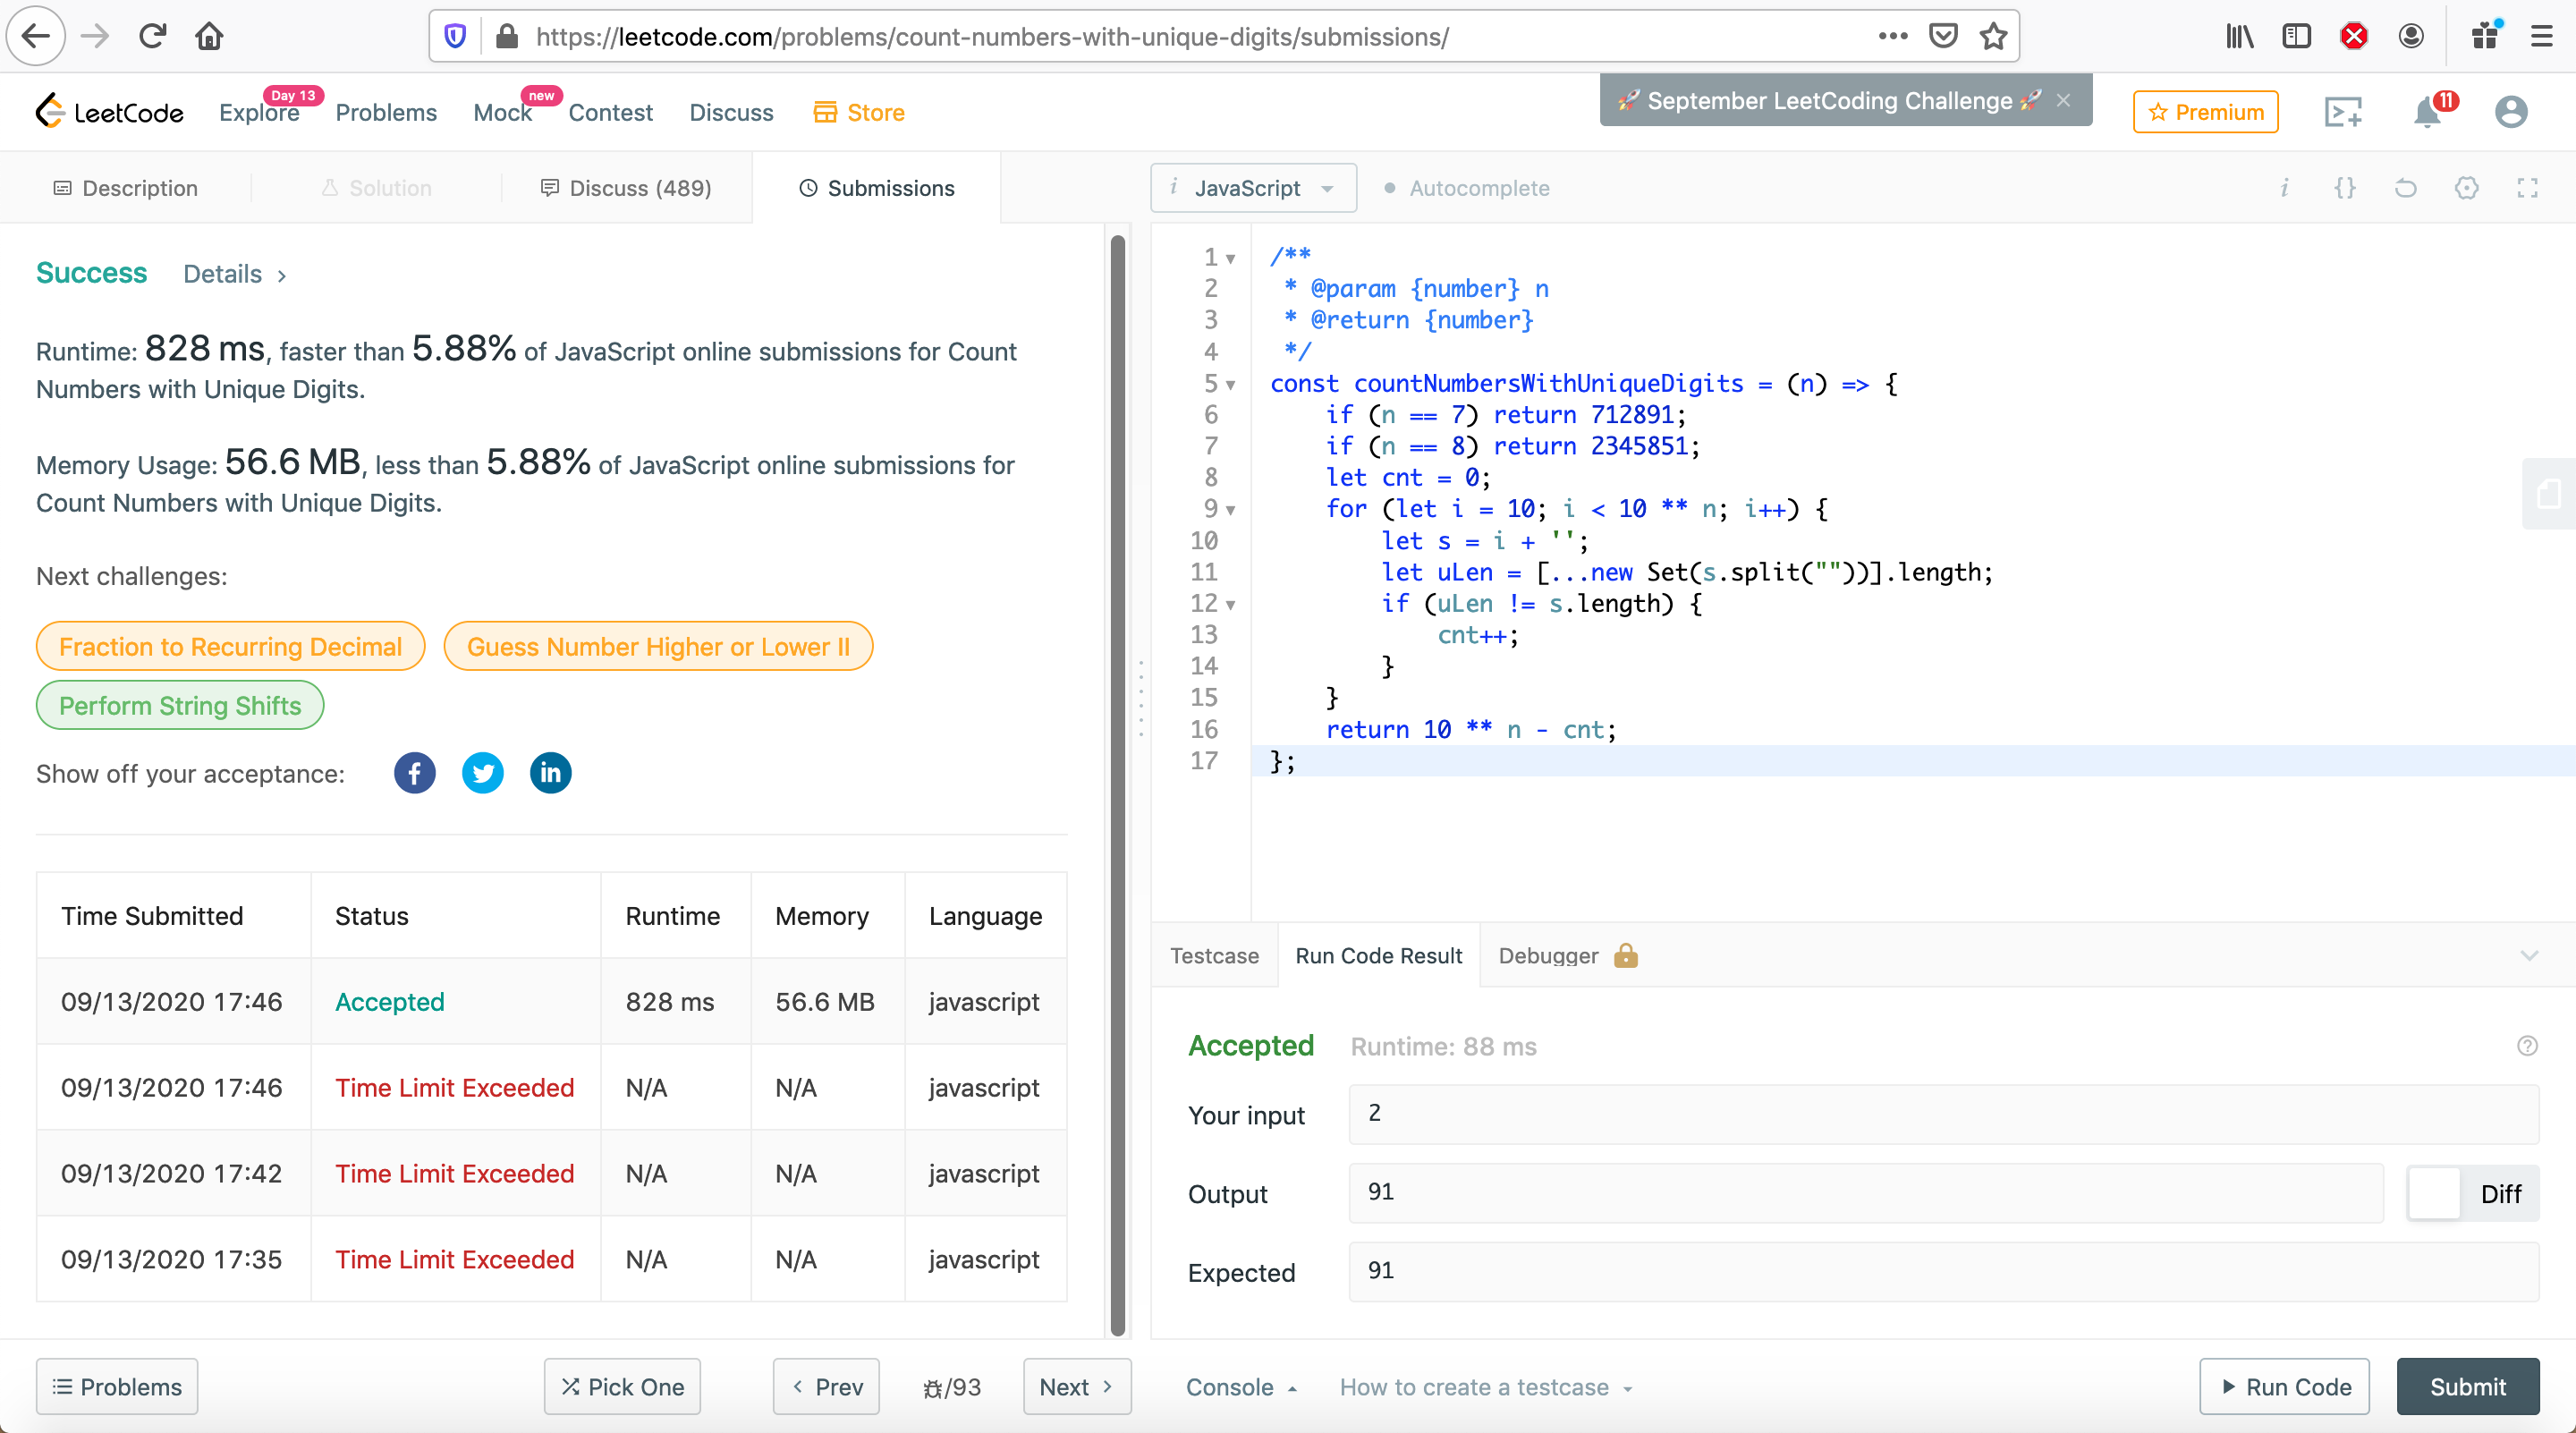 https://leetcode.com/problems/count-numbers-with-unique-digits/submissions/
LeetCode
Explore
Day 13
Problems
Mock
new
Contest
Discuss
Store
🚀 September LeetCoding Challenge 🚀 ×
Premium
11
Description
Solution
Discuss (489)
Submissions
i JavaScript
Autocomplete
i {}
Success Details >
Runtime: 828 ms, faster than 5.88% of JavaScript online submissions for Count
Numbers with Unique Digits.
Memory Usage: 56.6 MB, less than 5.88% of JavaScript online submissions for
Count Numbers with Unique Digits.
Next challenges:
Fraction to Recurring Decimal
Guess Number Higher or Lower II
Perform String Shifts
Show off your acceptance:
f
in
Time Submitted Status Runtime Memory Language
09/13/2020 17:46 Accepted 828 ms 56.6 MB javascript
09/13/2020 17:46 Time Limit Exceeded N/A N/A javascript
09/13/2020 17:42 Time Limit Exceeded N/A N/A javascript
09/13/2020 17:35 Time Limit Exceeded N/A N/A javascript
Problems
Pick One
< Prev
/93
Next >
1 /**
2  * @param {number} n
3  * @return {number}
4  */
5 const countNumbersWithUniqueDigits = (n) => {
6     if (n == 7) return 712891;
7     if (n == 8) return 2345851;
8     let cnt = 0;
9     for (let i = 10; i < 10 ** n; i++) {
10         let s = i + '';
11         let uLen = [...new Set(s.split(""))].length;
12         if (uLen != s.length) {
13             cnt++;
14         }
15     }
16     return 10 ** n - cnt;
17 };
Testcase
Run Code Result
Debugger
Accepted Runtime: 88 ms
?
Your input 2
Output 91
Diff
Expected 91
Console
How to create a testcase
Run Code
Submit